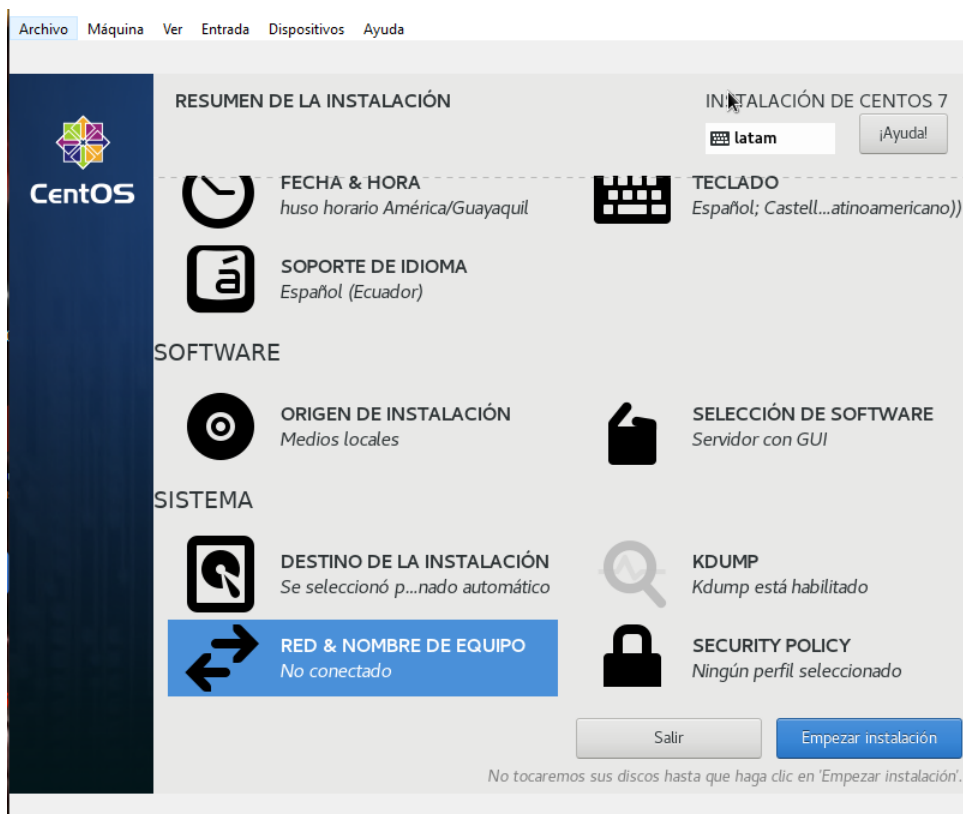 Archivo Máquina Ver Entrada Dispositivos Ayuda
RESUMEN DE LA INSTALACIÓN
INSTALACIÓN DE CENTOS 7
latam
¡Ayuda!
CentOS
FECHA & HORA
huso horario América/Guayaquil
TECLADO
Español; Castell...atinoamericano))
á
SOPORTE DE IDIOMA
Español (Ecuador)
SOFTWARE
ORIGEN DE INSTALACIÓN
Medios locales
SELECCIÓN DE SOFTWARE
Servidor con GUI
SISTEMA
DESTINO DE LA INSTALACIÓN
Se seleccionó p...nado automático
KDUMP
Kdump está habilitado
RED & NOMBRE DE EQUIPO
No conectado
SECURITY POLICY
Ningún perfil seleccionado
Salir
Empezar instalación
No tocaremos sus discos hasta que haga clic en 'Empezar instalación'.